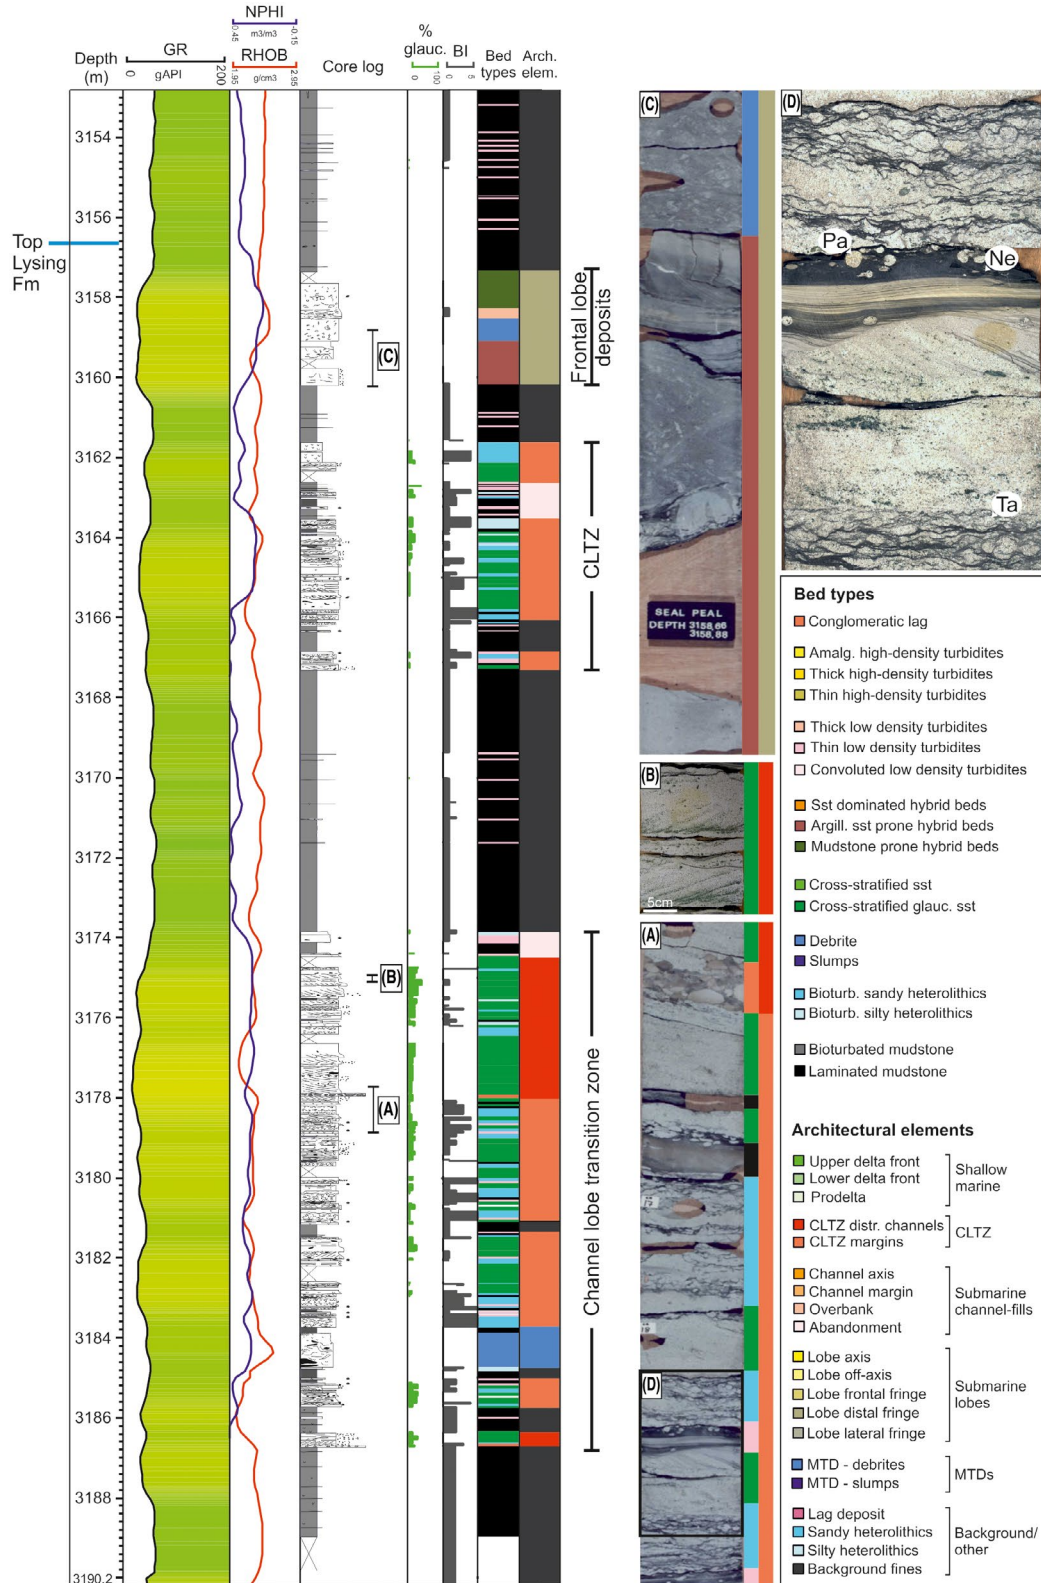 NPHI
0.45 m3/m3 -0.15
GR
RHOB
Depth
(m)
0 gAPI 200
1.95 g/cm3 2.95
Core log
%
glauc.
0 100
BI
0 5
Bed
types
Arch.
elem.
3154
3156
Top
Lysing
Fm
3158
3160
3162
3164
3166
3168
3170
3172
3174
3176
3178
3180
3182
3184
3186
3188
3190.2
(C)
(B)
(A)
Frontal lobe
deposits
CLTZ
Channel lobe transition zone
(C)
SEAL PEAL
DEPTH 3158,66
3158,88
(D)
Pa
Ne
Ta
(B)
5cm
(A)
(D)
Bed types
Conglomeratic lag
Amalg. high-density turbidites
Thick high-density turbidites
Thin high-density turbidites
Thick low density turbidites
Thin low density turbidites
Convoluted low density turbidites
Sst dominated hybrid beds
Argill. sst prone hybrid beds
Mudstone prone hybrid beds
Cross-stratified sst
Cross-stratified glauc. sst
Debrite
Slumps
Bioturb. sandy heterolithics
Bioturb. silty heterolithics
Bioturbated mudstone
Laminated mudstone
Architectural elements
Upper delta front
Lower delta front
Prodelta
Shallow
marine
CLTZ distr. channels
CLTZ margins
CLTZ
Channel axis
Channel margin
Overbank
Abandonment
Submarine
channel-fills
Lobe axis
Lobe off-axis
Lobe frontal fringe
Lobe distal fringe
Lobe lateral fringe
Submarine
lobes
MTD - debrites
MTD - slumps
MTDs
Lag deposit
Sandy heterolithics
Silty heterolithics
Background fines
Background/
other